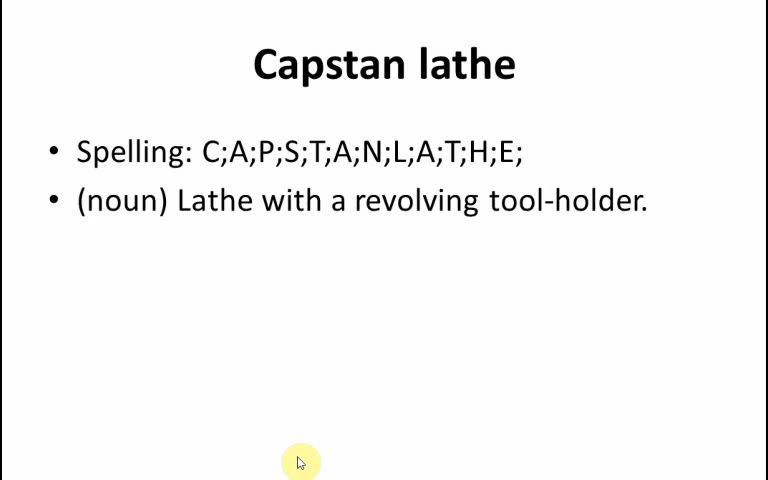 Capstan lathe
• Spelling: C;A;P;S;T;A;N;L;A;T;H;E;
• (noun) Lathe with a revolving tool-holder.